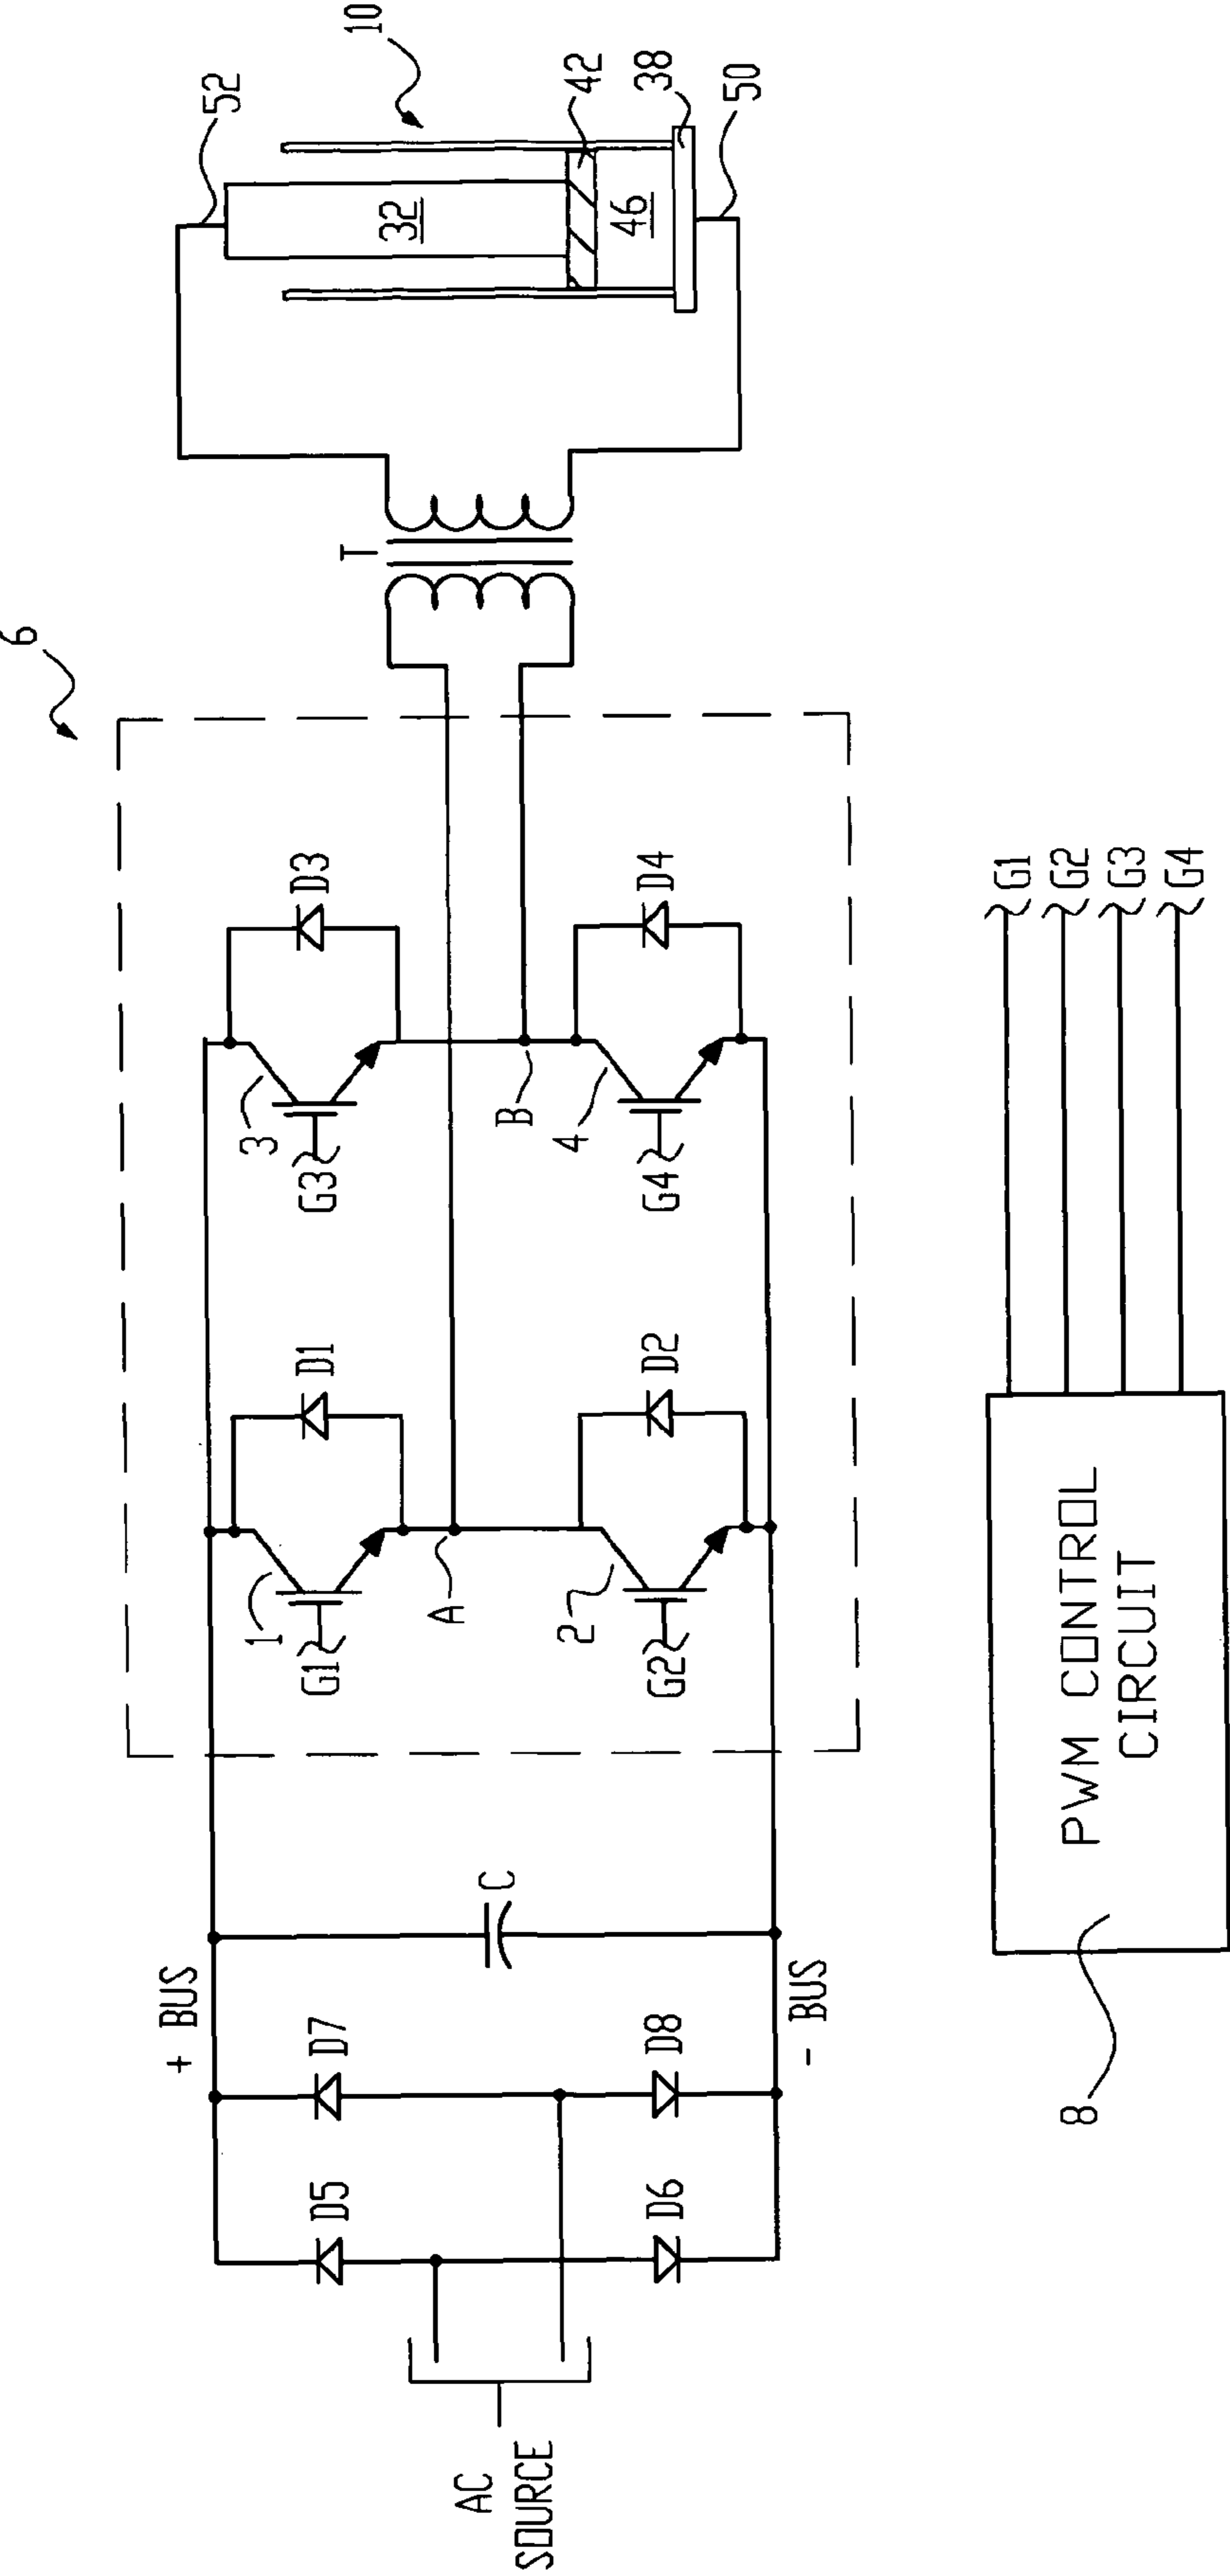 6
10
52
T
32
42
46
38
50
+ BUS
D5
D7
C
G1
1
D1
G3
3
D3
AC
SOURCE
A
B
D6
D8
G2
2
D2
G4
4
D4
- BUS
8
PWM CONTROL
CIRCUIT
G1
G2
G3
G4